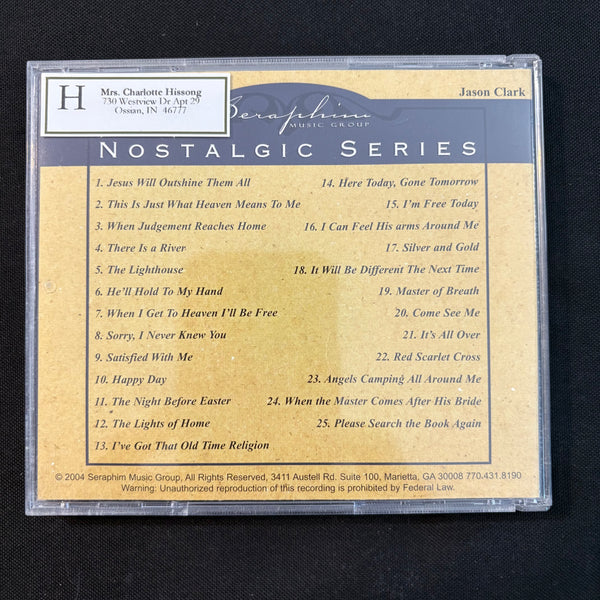 H
Mrs. Charlotte Hissong
730 Westview Dr Apt 29
Ossian, IN 46777
Jason Clark
Seraphim
MUSIC GROUP
NOSTALGIC SERIES
1. Jesus Will Outshine Them All
2. This Is Just What Heaven Means To Me
3. When Judgement Reaches Home
4. There Is a River
5. The Lighthouse
6. He'll Hold To My Hand
7. When I Get To Heaven I'll Be Free
8. Sorry, I Never Knew You
9. Satisfied With Me
10. Happy Day
11. The Night Before Easter
12. The Lights of Home
13. I've Got That Old Time Religion
14. Here Today, Gone Tomorrow
15. I'm Free Today
16. I Can Feel His arms Around Me
17. Silver and Gold
18. It Will Be Different The Next Time
19. Master of Breath
20. Come See Me
21. It's All Over
22. Red Scarlet Cross
23. Angels Camping All Around Me
24. When the Master Comes After His Bride
25. Please Search the Book Again
© 2004 Seraphim Music Group, All Rights Reserved, 3411 Austell Rd. Suite 100, Marietta, GA 30008 770.431.8190
Warning: Unauthorized reproduction of this recording is prohibited by Federal Law.